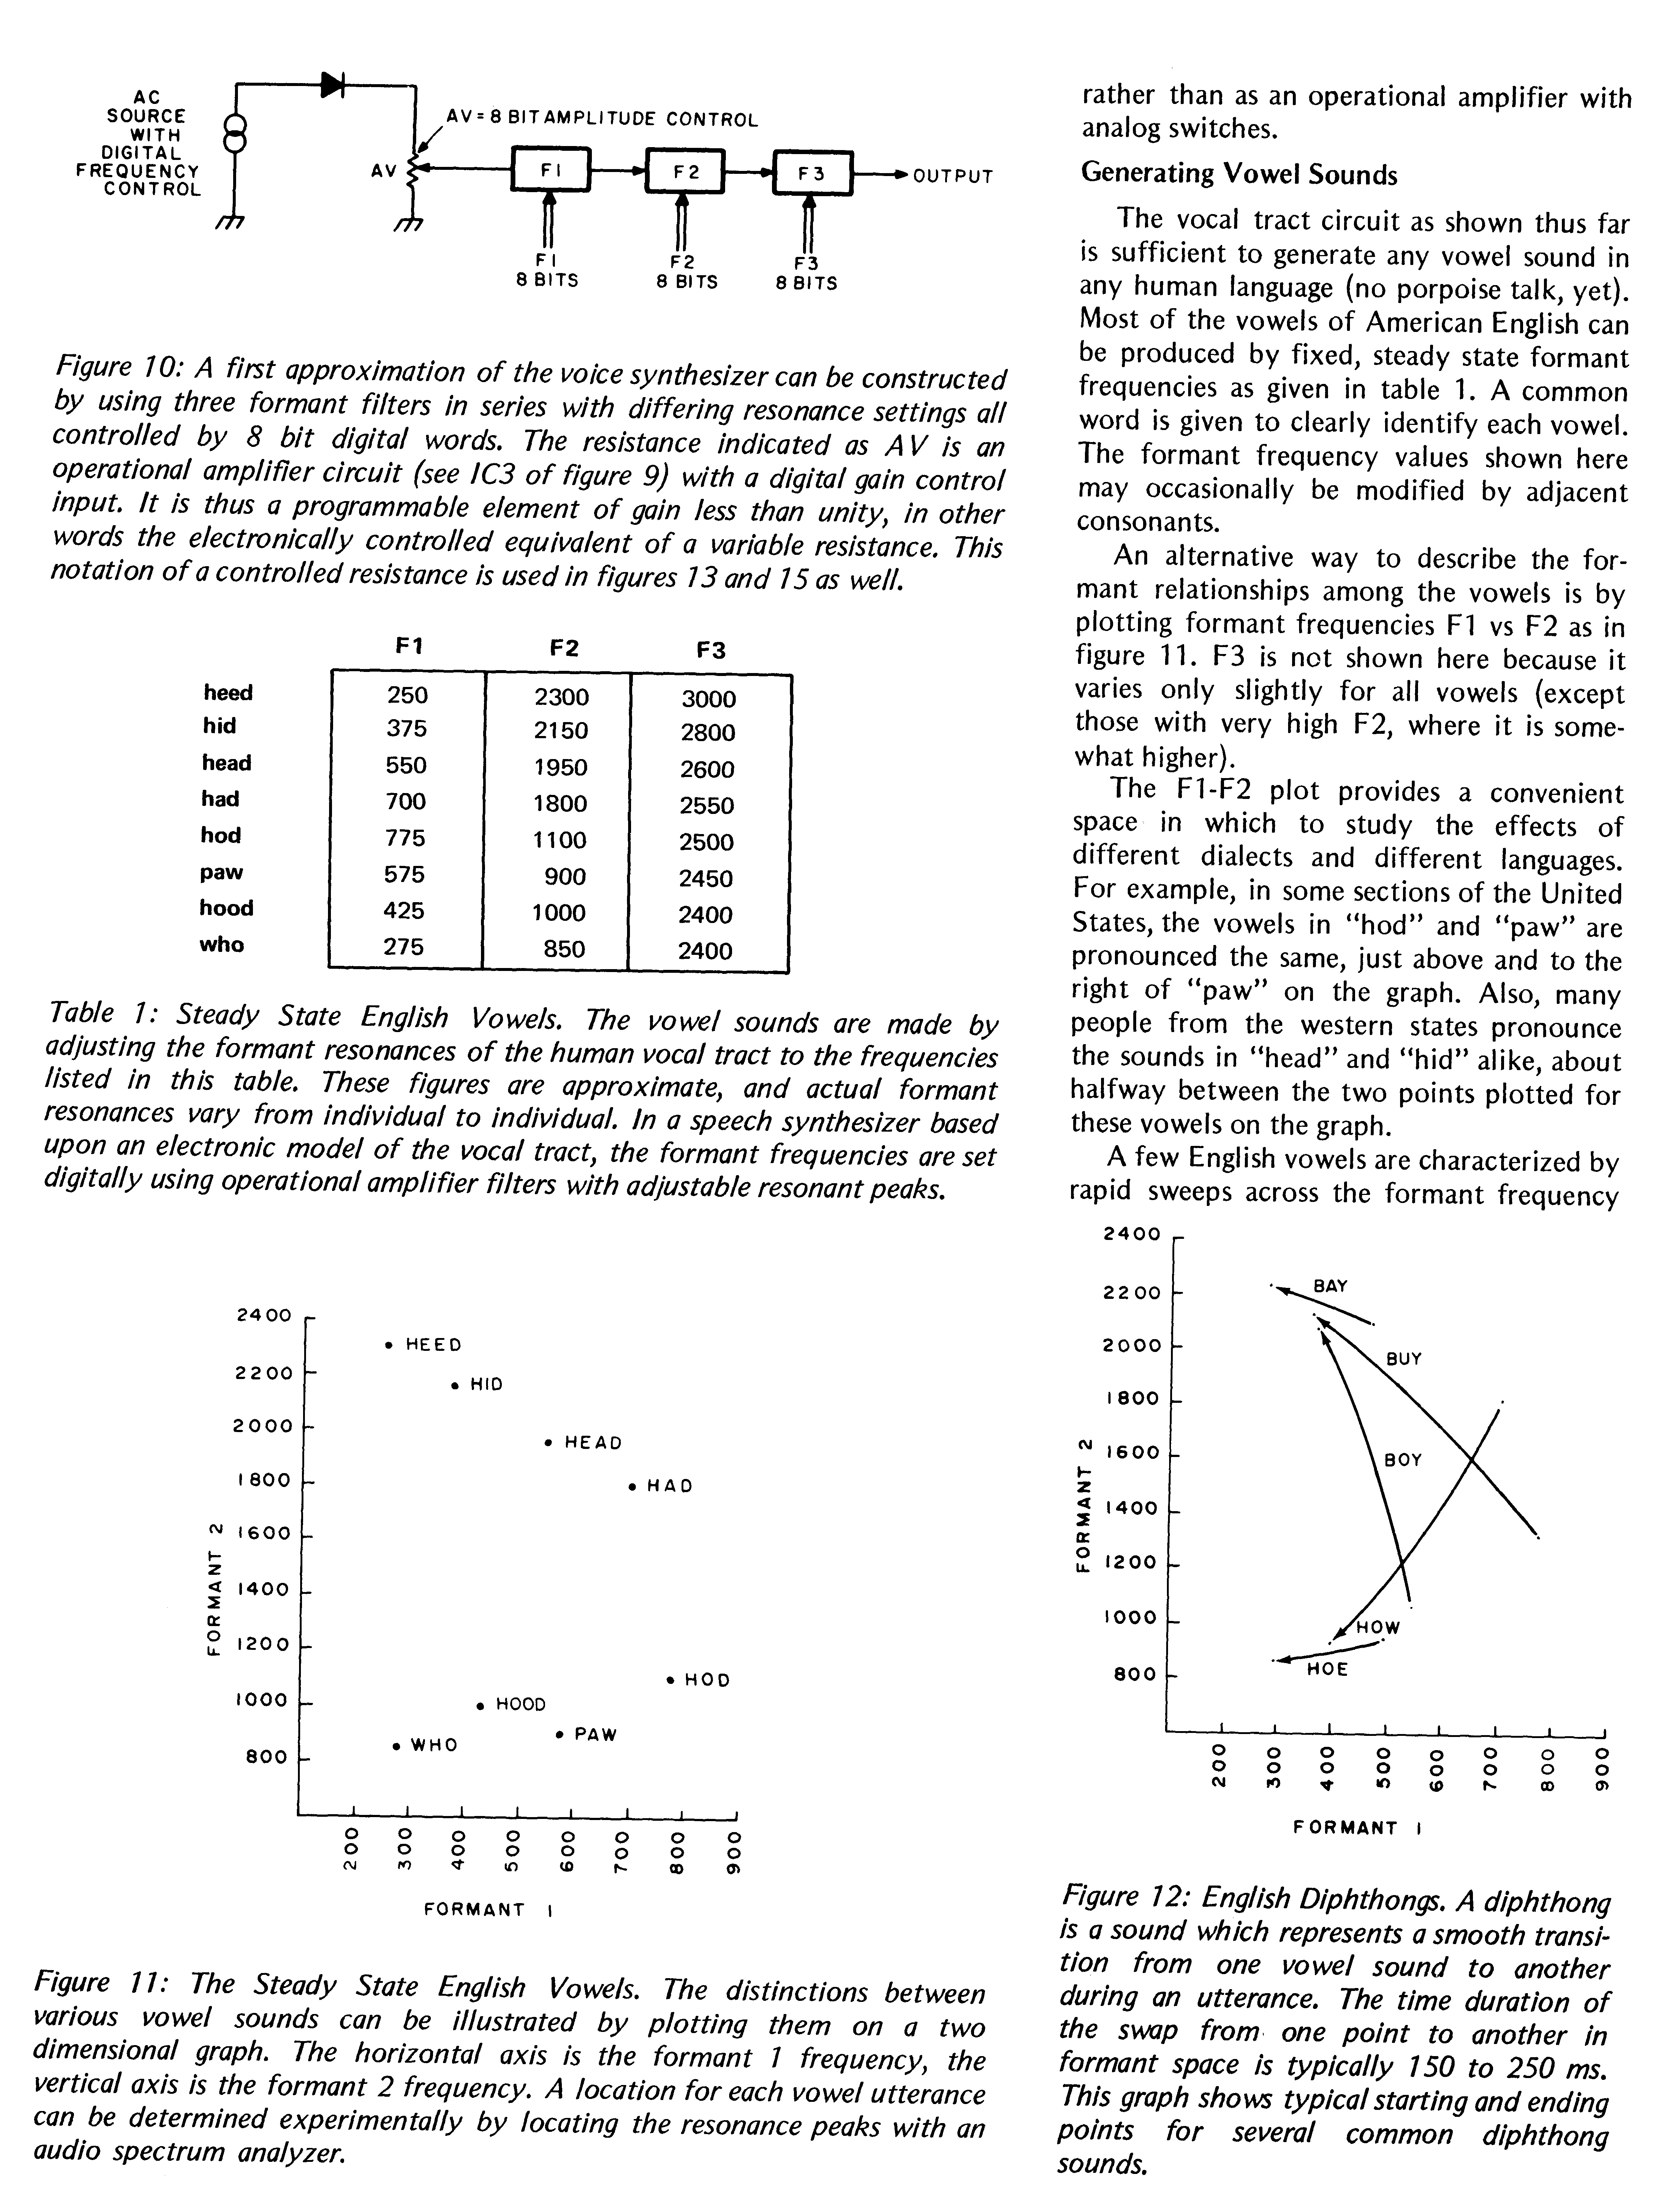 AC
SOURCE
WITH
DIGITAL
FREQUENCY
CONTROL
AV = 8 BIT AMPLITUDE CONTROL
AV
F1
F2
F3
OUTPUT
F1
8 BITS
F2
8 BITS
F3
8 BITS
Figure 10: A first approximation of the voice synthesizer can be constructed
by using three formant filters in series with differing resonance settings all
controlled by 8 bit digital words. The resistance indicated as AV is an
operational amplifier circuit (see IC3 of figure 9) with a digital gain control
input. It is thus a programmable element of gain less than unity, in other
words the electronically controlled equivalent of a variable resistance. This
notation of a controlled resistance is used in figures 13 and 15 as well.
F1 F2 F3
heed 250 2300 3000
hid 375 2150 2800
head 550 1950 2600
had 700 1800 2550
hod 775 1100 2500
paw 575 900 2450
hood 425 1000 2400
who 275 850 2400
Table 1: Steady State English Vowels. The vowel sounds are made by
adjusting the formant resonances of the human vocal tract to the frequencies
listed in this table. These figures are approximate, and actual formant
resonances vary from individual to individual. In a speech synthesizer based
upon an electronic model of the vocal tract, the formant frequencies are set
digitally using operational amplifier filters with adjustable resonant peaks.
2400
2200
2000
1800
1600
1400
1200
1000
800
FORMANT 2
HEED
HID
HEAD
HAD
HOD
HOOD
PAW
WHO
200 300 400 500 600 700 800 900
FORMANT 1
Figure 11: The Steady State English Vowels. The distinctions between
various vowel sounds can be illustrated by plotting them on a two
dimensional graph. The horizontal axis is the formant 1 frequency, the
vertical axis is the formant 2 frequency. A location for each vowel utterance
can be determined experimentally by locating the resonance peaks with an
audio spectrum analyzer.
rather than as an operational amplifier with
analog switches.
Generating Vowel Sounds
The vocal tract circuit as shown thus far
is sufficient to generate any vowel sound in
any human language (no porpoise talk, yet).
Most of the vowels of American English can
be produced by fixed, steady state formant
frequencies as given in table 1. A common
word is given to clearly identify each vowel.
The formant frequency values shown here
may occasionally be modified by adjacent
consonants.
An alternative way to describe the for-
mant relationships among the vowels is by
plotting formant frequencies F1 vs F2 as in
figure 11. F3 is not shown here because it
varies only slightly for all vowels (except
those with very high F2, where it is some-
what higher).
The F1-F2 plot provides a convenient
space in which to study the effects of
different dialects and different languages.
For example, in some sections of the United
States, the vowels in “hod” and “paw” are
pronounced the same, just above and to the
right of “paw” on the graph. Also, many
people from the western states pronounce
the sounds in “head” and “hid” alike, about
halfway between the two points plotted for
these vowels on the graph.
A few English vowels are characterized by
rapid sweeps across the formant frequency
2400
2200
2000
1800
1600
1400
1200
1000
800
FORMANT 2
BAY
BUY
BOY
HOW
HOE
200 300 400 500 600 700 800 900
FORMANT 1
Figure 12: English Diphthongs. A diphthong
is a sound which represents a smooth transi-
tion from one vowel sound to another
during an utterance. The time duration of
the swap from one point to another in
formant space is typically 150 to 250 ms.
This graph shows typical starting and ending
points for several common diphthong
sounds.